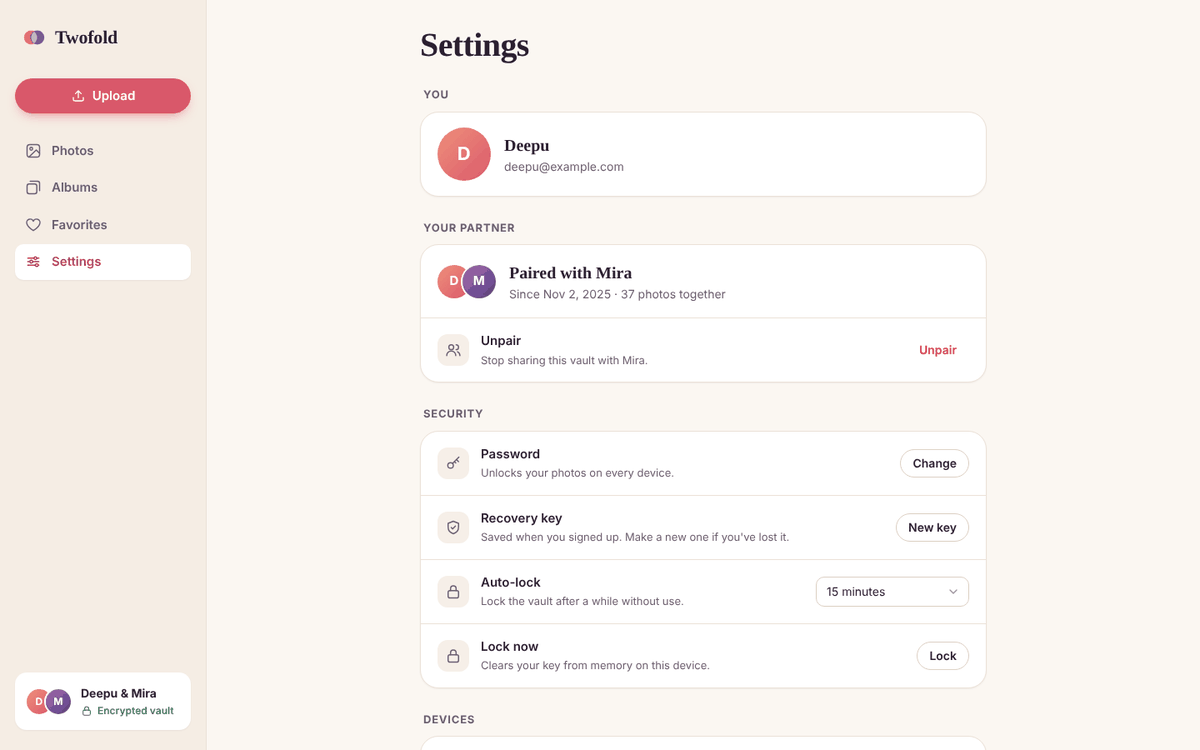 Twofold
Upload
Photos
Albums
Favorites
Settings
D M
Deepu & Mira
Encrypted vault
Settings
YOU
D
Deepu
deepu@example.com
YOUR PARTNER
D M
Paired with Mira
Since Nov 2, 2025 · 37 photos together
Unpair
Stop sharing this vault with Mira.
Unpair
SECURITY
Password
Unlocks your photos on every device.
Change
Recovery key
Saved when you signed up. Make a new one if you've lost it.
New key
Auto-lock
Lock the vault after a while without use.
15 minutes
Lock now
Clears your key from memory on this device.
Lock
DEVICES